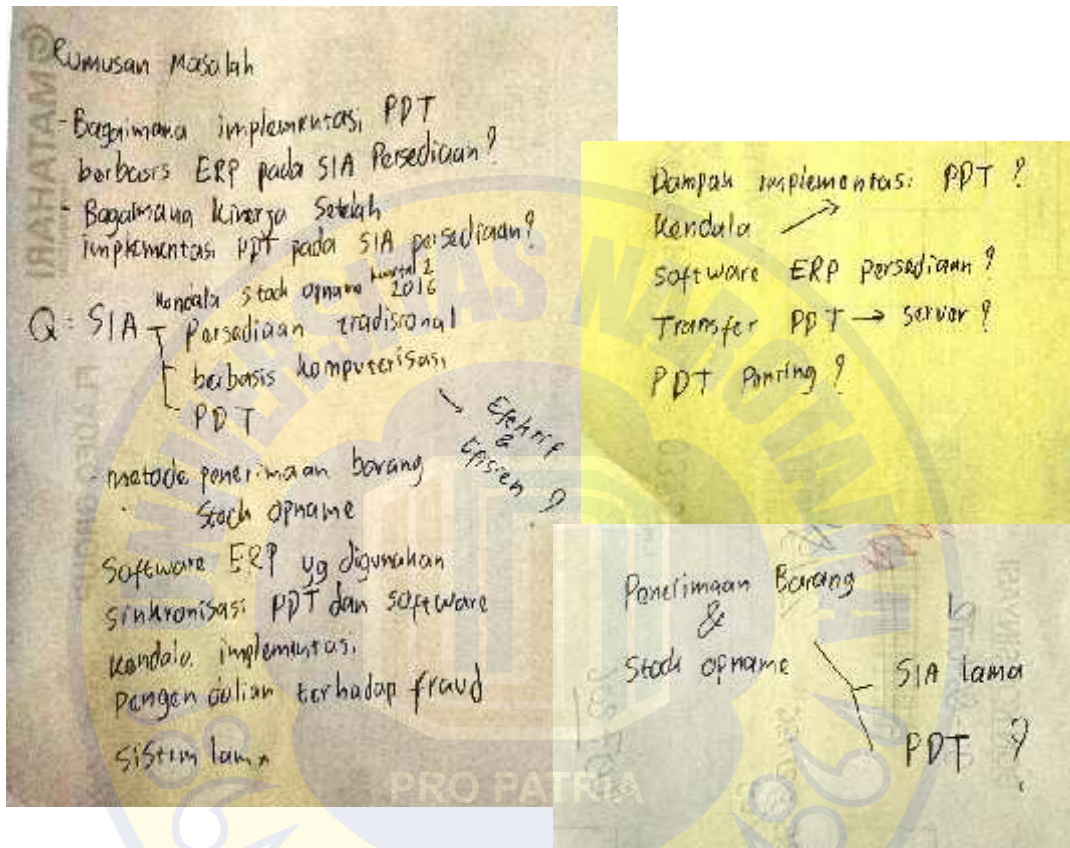 Rumusan Masalah
- Bagaimana implementasi PDT
berbasis ERP pada SIA Persediaan?
- Bagaimana Kinerja Setelah
implementasi PDT pada SIA persediaan?
Kendala Stock opname kuartal 2
2016
Q : SIA Persediaan tradisional
berbasis komputerisasi
PDT
Efektif
&
Efisien ?
- metode penerimaan barang
Stock opname
Software ERP yg digunakan
Sinkronisasi PDT dan software
Kendala implementasi
Pengendalian terhadap fraud
Sistem lama
MATAHARI
Dampak implementasi PDT ?
Kendala
Software ERP persediaan ?
Transfer PDT → server ?
PDT ?
Penerimaan Barang
&
Stock opname
SIA lama
PDT ?
PRO PATRIA